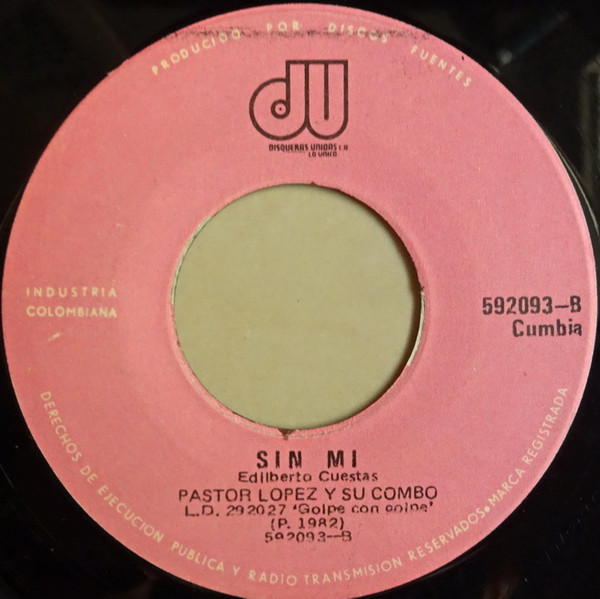 PRODUCIDO POR DISCOS FUENTES
du
DISQUERAS UNIDAS S.A.
LO UNICO
INDUSTRIA
COLOMBIANA
592093-B
Cumbia
SIN MI
Edilberto Cuestas
PASTOR LOPEZ Y SU COMBO
L.D. 292027 'Golpe con golpe'
(P. 1982)
592093-B
DERECHOS DE EJECUCION PUBLICA Y RADIO TRANSMISION RESERVADOS • MARCA REGISTRADA